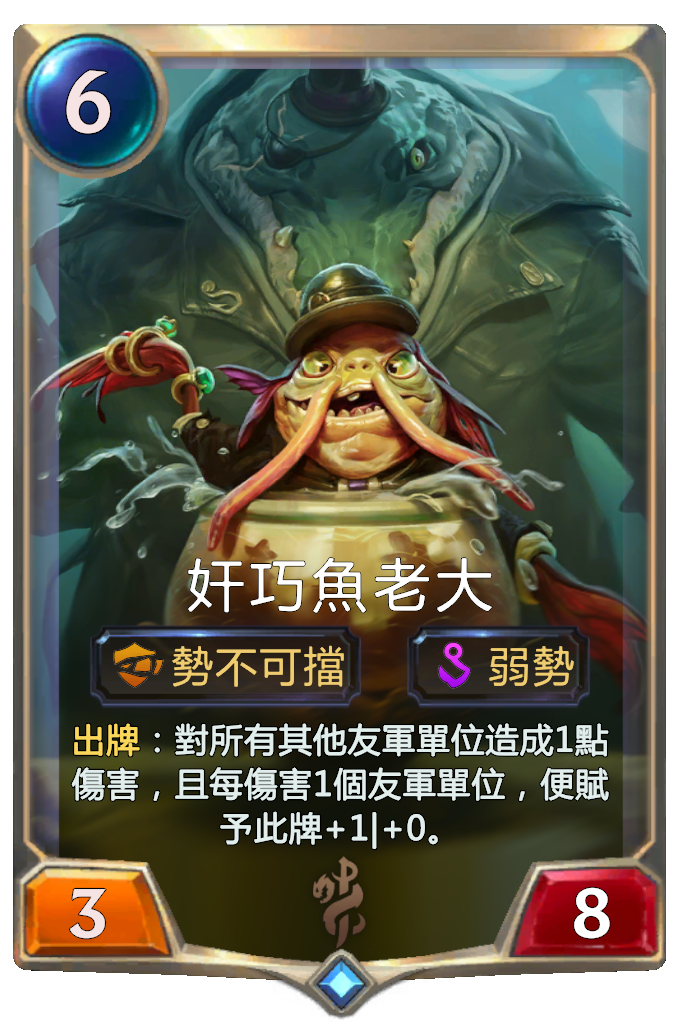 6
奸巧魚老大
勢不可擋 弱勢
出牌：對所有其他友軍單位造成1點
傷害，且每傷害1個友軍單位，便賦
予此牌+1|+0。
3 8